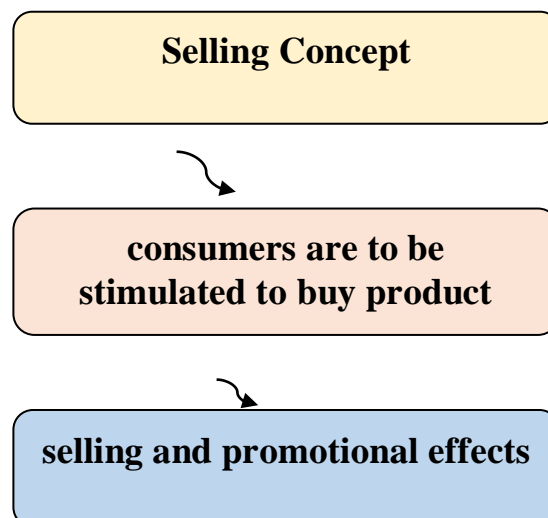 Selling Concept
consumers are to be
stimulated to buy product
selling and promotional effects